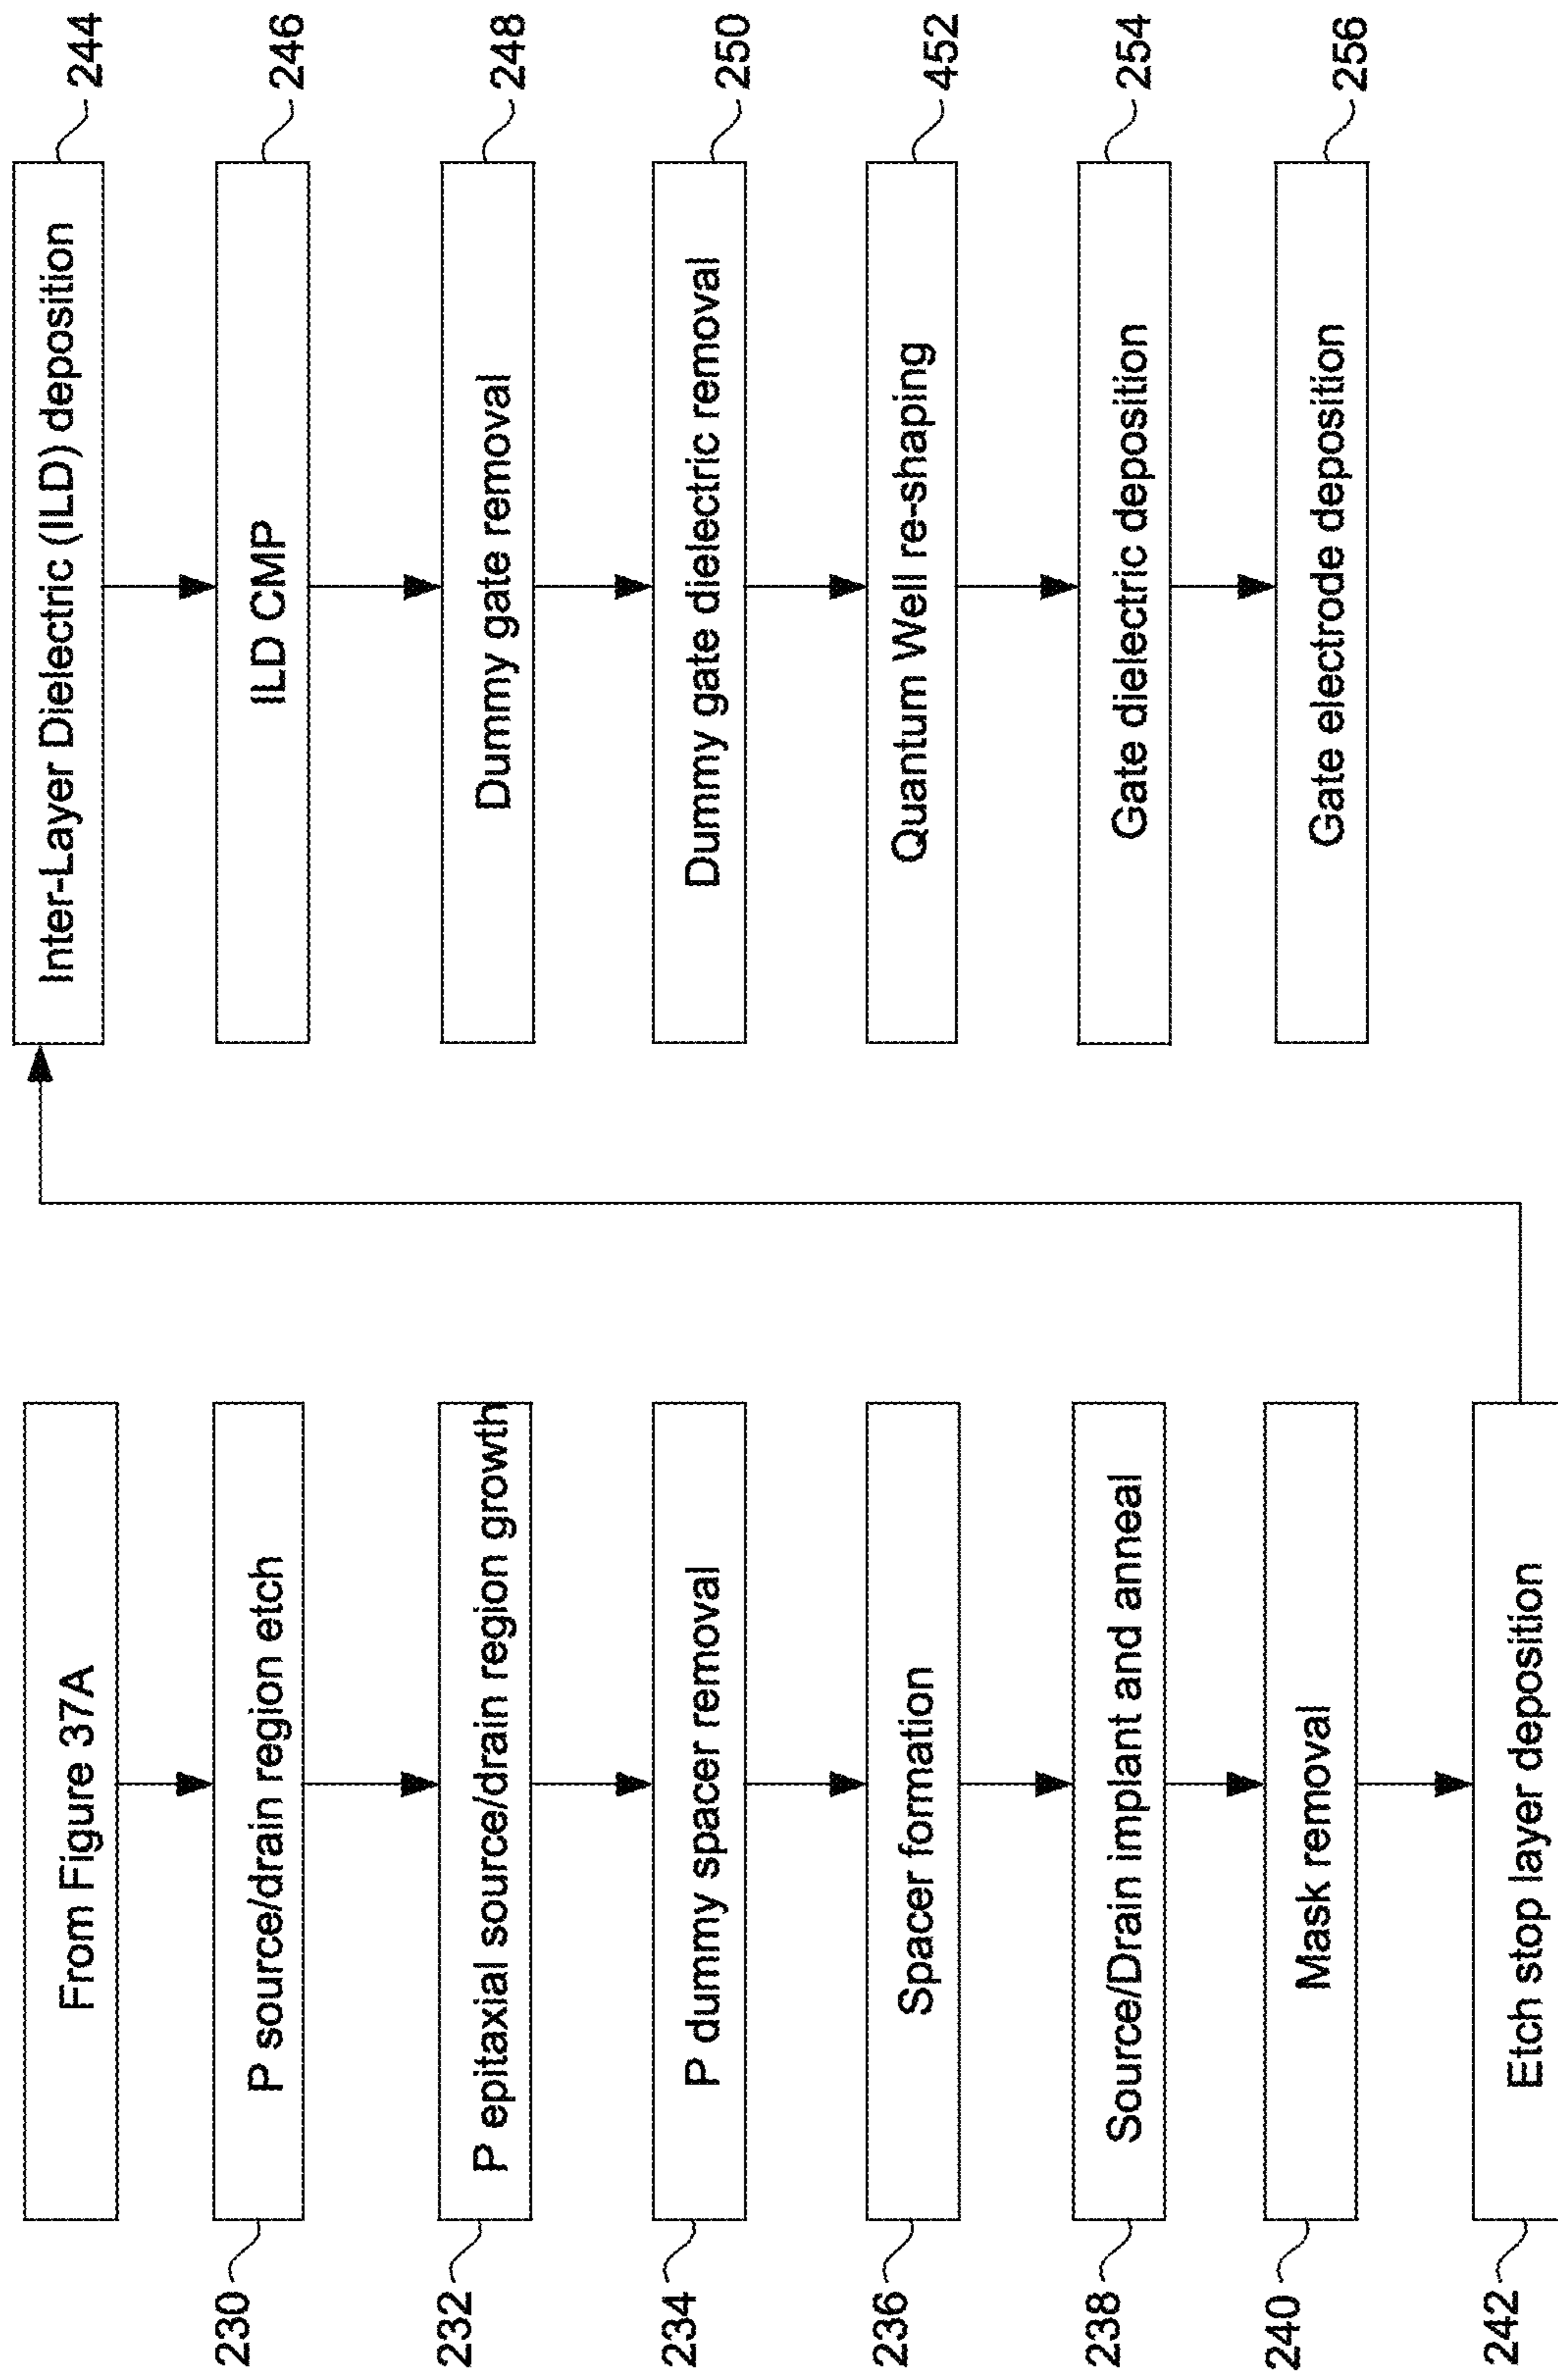 From Figure 37A
230
P source/drain region etch
232
P epitaxial source/drain region growth
234
P dummy spacer removal
236
Spacer formation
238
Source/Drain implant and anneal
240
Mask removal
242
Etch stop layer deposition
Inter-Layer Dielectric (ILD) deposition
244
ILD CMP
246
Dummy gate removal
248
Dummy gate dielectric removal
250
Quantum Well re-shaping
452
Gate dielectric deposition
254
Gate electrode deposition
256